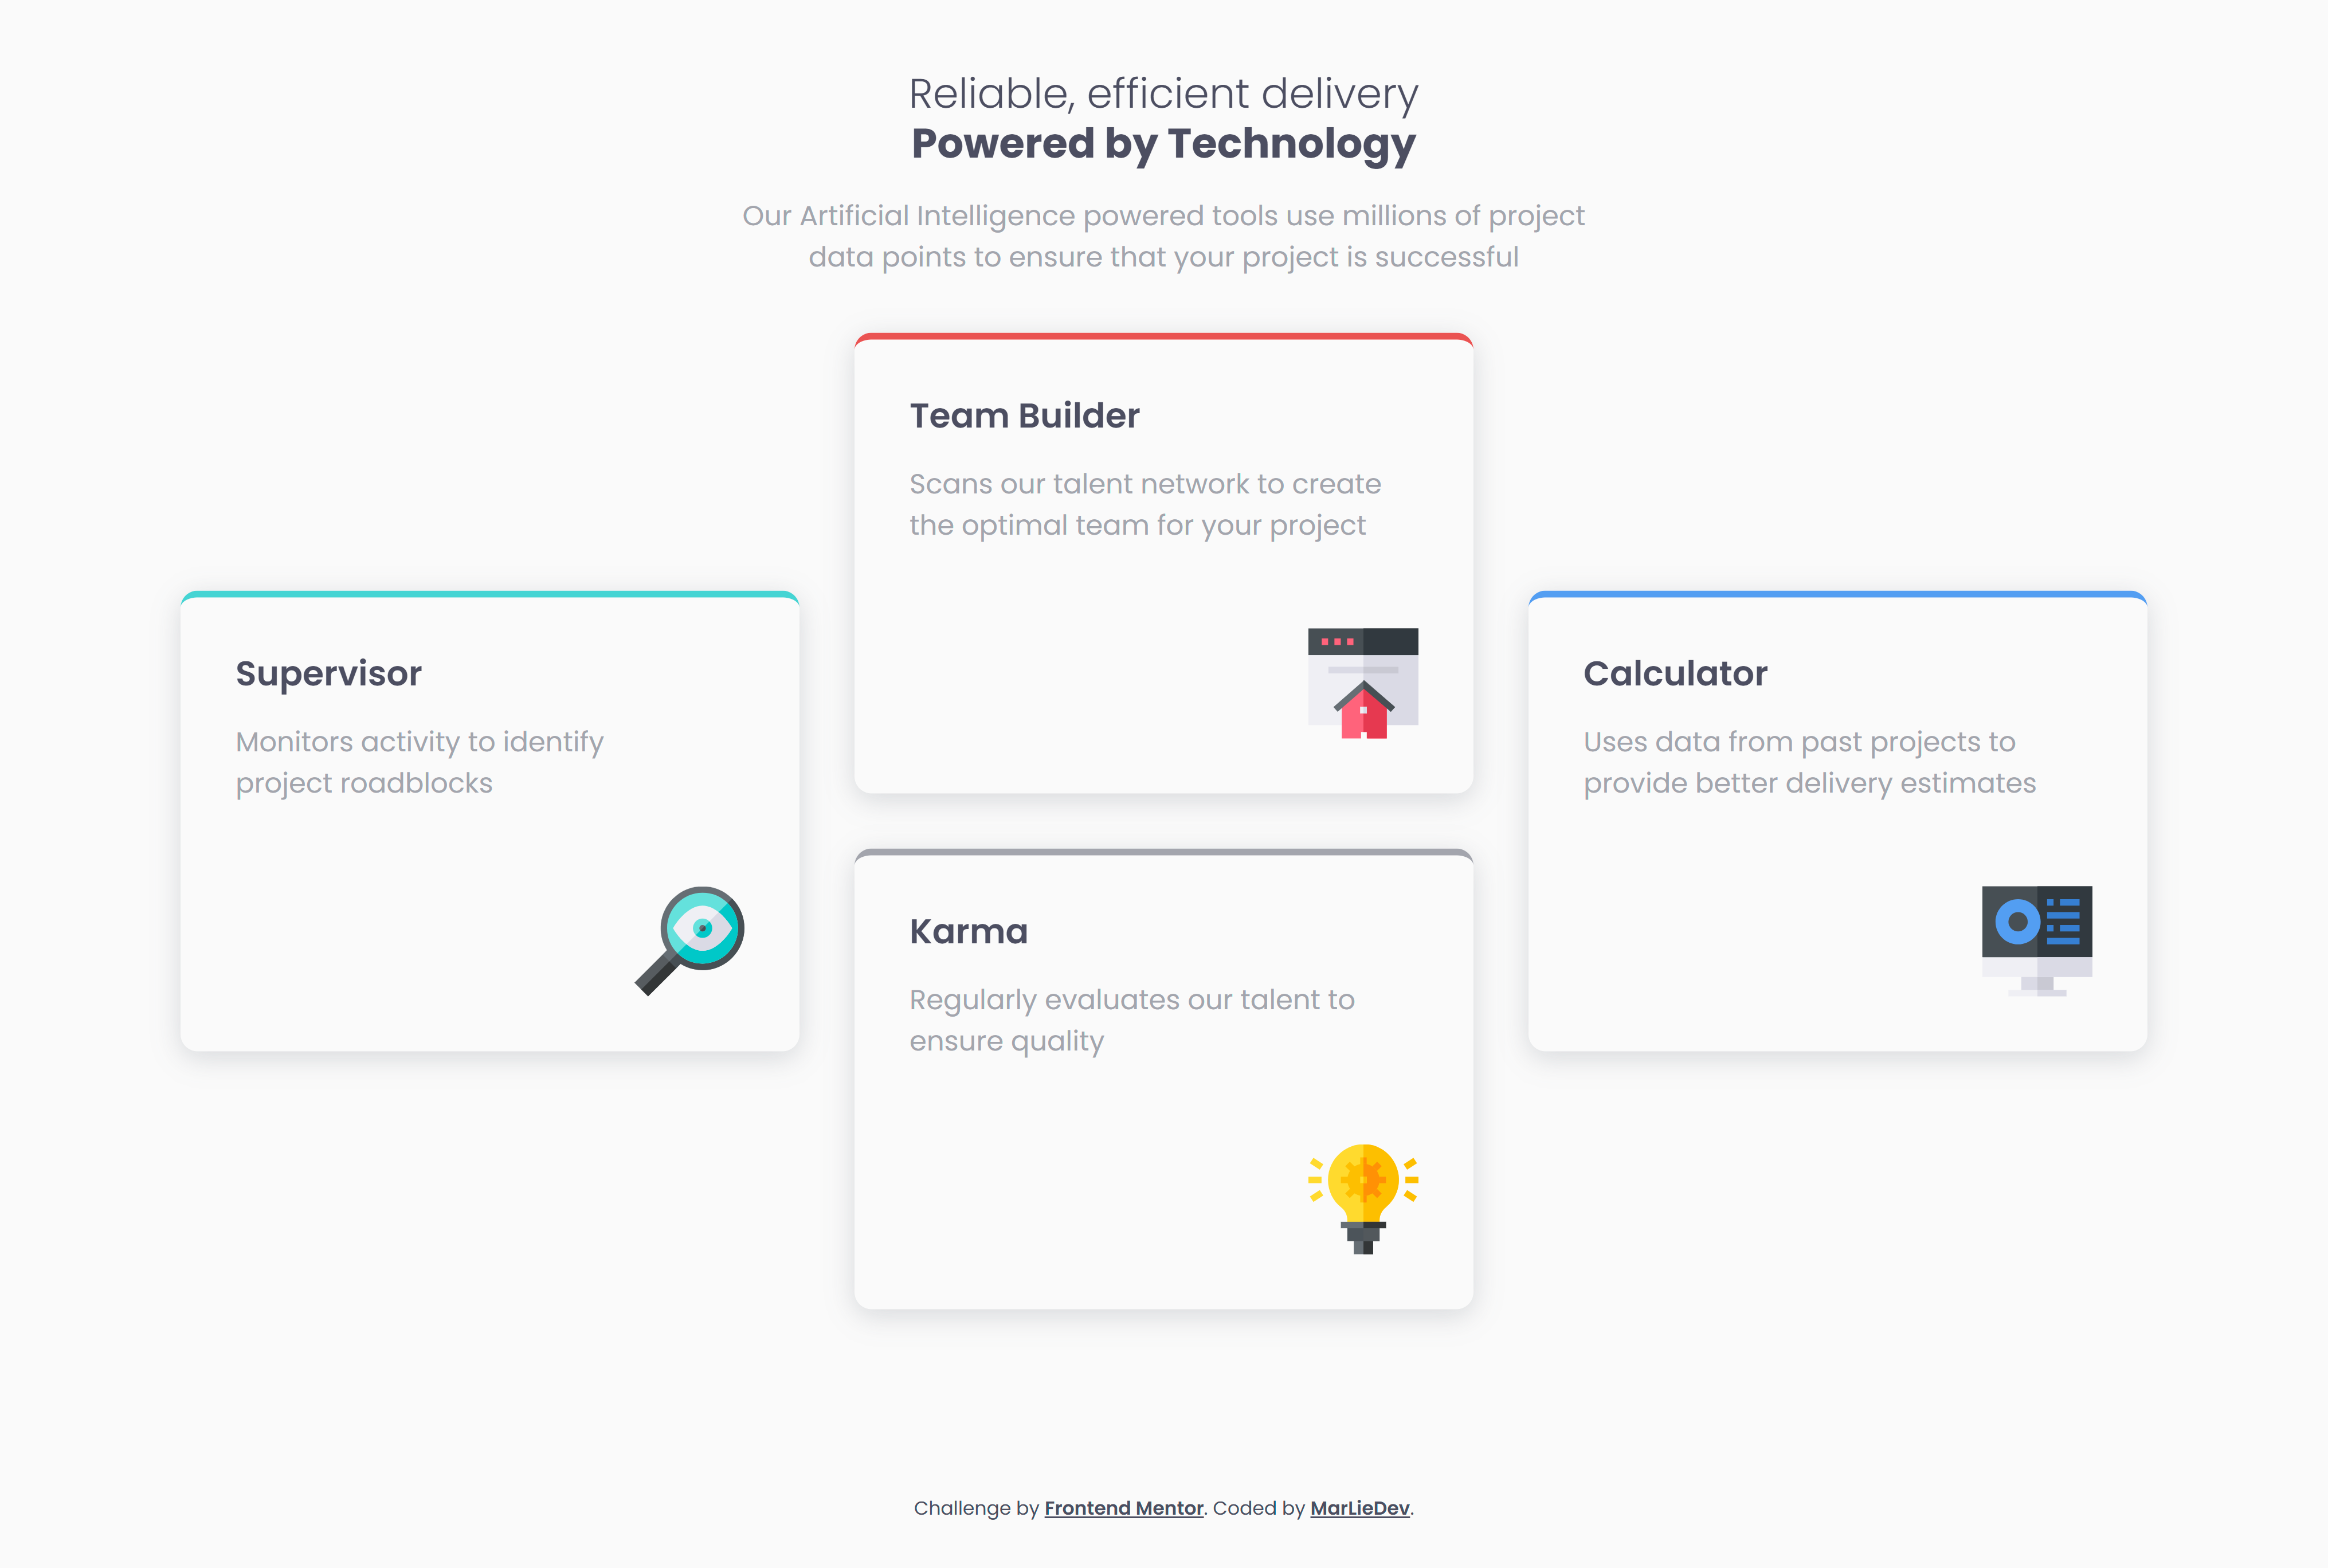 Reliable, efficient delivery
Powered by Technology
Our Artificial Intelligence powered tools use millions of project
data points to ensure that your project is successful
Supervisor
Monitors activity to identify
project roadblocks
Team Builder
Scans our talent network to create
the optimal team for your project
Karma
Regularly evaluates our talent to
ensure quality
Calculator
Uses data from past projects to
provide better delivery estimates
Challenge by Frontend Mentor. Coded by MarLieDev.